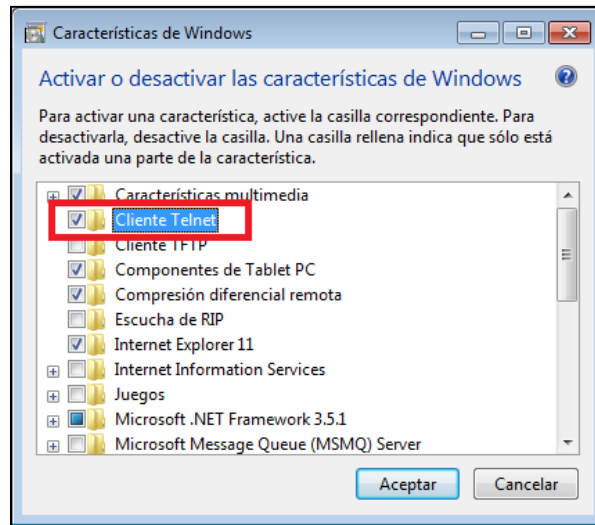 Características de Windows
Activar o desactivar las características de Windows
Para activar una característica, active la casilla correspondiente. Para
desactivarla, desactive la casilla. Una casilla rellena indica que sólo está
activada una parte de la característica.
Características multimedia
Cliente Telnet
Cliente TFTP
Componentes de Tablet PC
Compresión diferencial remota
Escucha de RIP
Internet Explorer 11
Internet Information Services
Juegos
Microsoft .NET Framework 3.5.1
Microsoft Message Queue (MSMQ) Server
Aceptar Cancelar